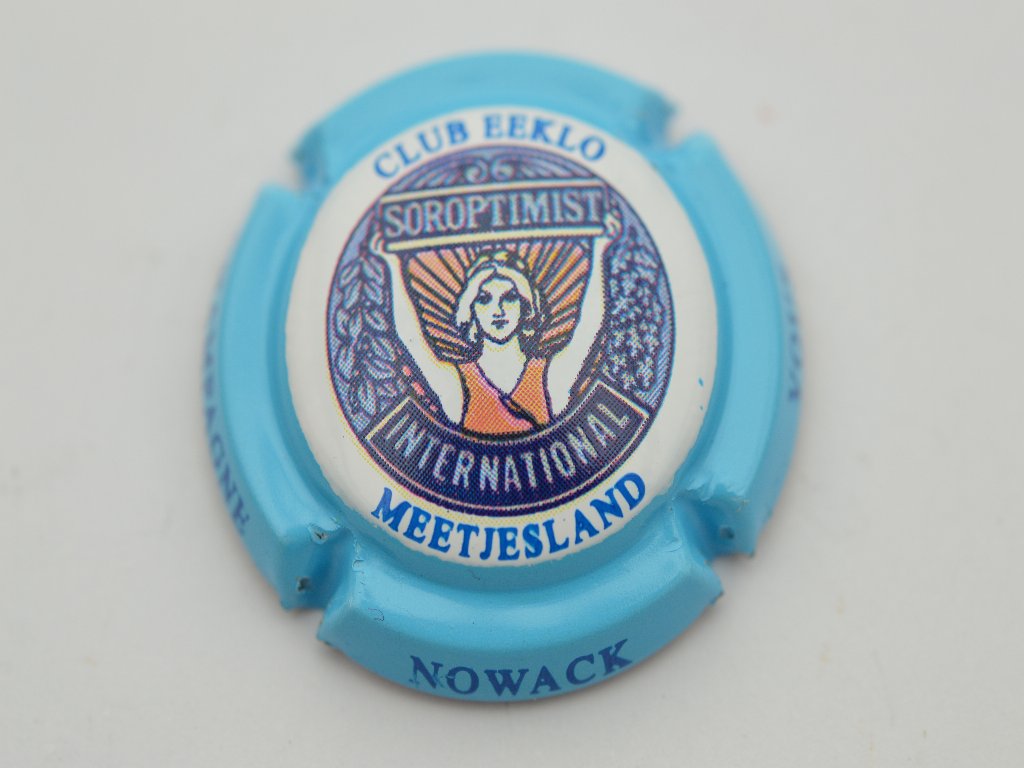 CLUB EEKLO
SOROPTIMIST
INTERNATIONAL
MEETJESLAND
NOWACK